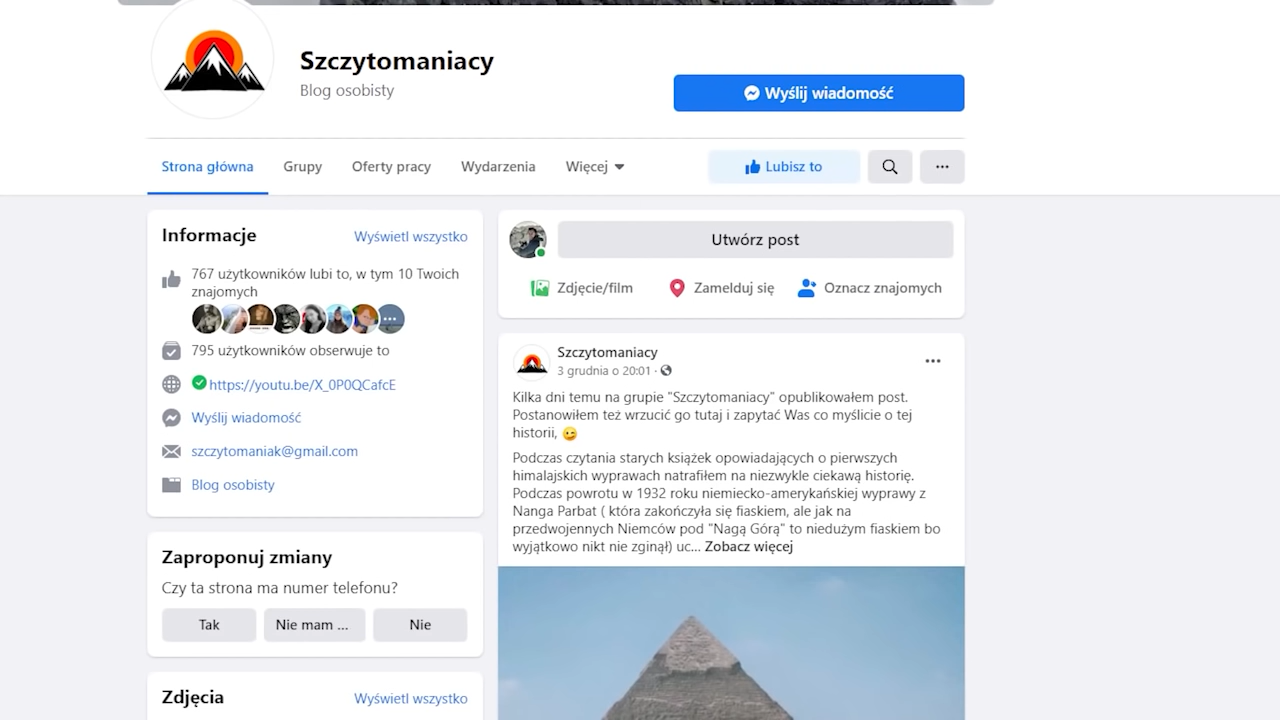 Szczytomaniacy
Blog osobisty
Wyślij wiadomość
Strona główna
Grupy
Oferty pracy
Wydarzenia
Więcej
Lubisz to
Informacje
Wyświetl wszystko
767 użytkowników lubi to, w tym 10 Twoich
znajomych
795 użytkowników obserwuje to
https://youtu.be/X_0P0QCafcE
Wyślij wiadomość
szczytomaniak@gmail.com
Blog osobisty
Zaproponuj zmiany
Czy ta strona ma numer telefonu?
Tak
Nie mam ...
Nie
Zdjęcia
Wyświetl wszystko
Utwórz post
Zdjęcie/film
Zamelduj się
Oznacz znajomych
Szczytomaniacy
3 grudnia o 20:01 ·
Kilka dni temu na grupie "Szczytomaniacy" opublikowałem post.
Postanowiłem też wrzucić go tutaj i zapytać Was co myślicie o tej
historii, 😉
Podczas czytania starych książek opowiadających o pierwszych
himalajskich wyprawach natrafiłem na niezwykle ciekawą historię.
Podczas powrotu w 1932 roku niemiecko-amerykańskiej wyprawy z
Nanga Parbat ( która zakończyła się fiaskiem, ale jak na
przedwojennych Niemców pod "Nagą Górą" to niedużym fiaskiem bo
wyjątkowo nikt nie zginął) uc... Zobacz więcej